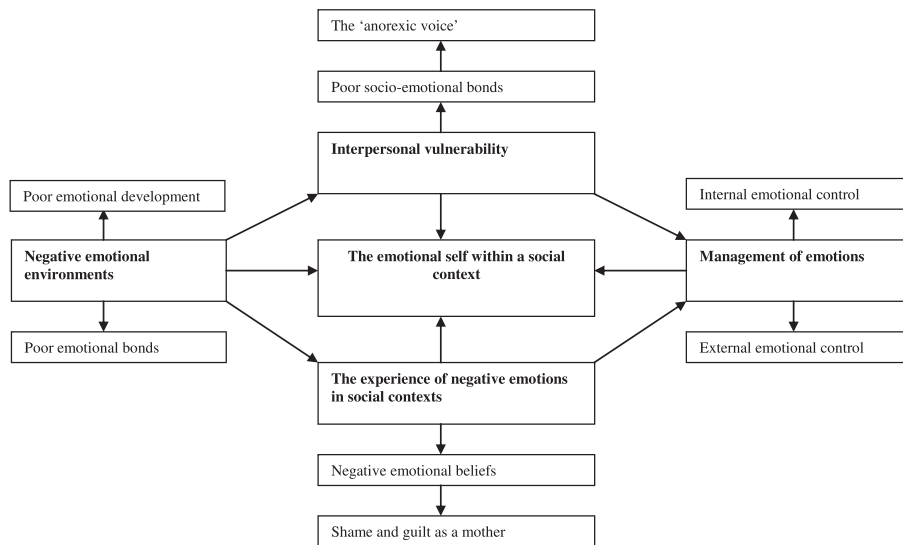 The ‘anorexic voice’
Poor socio-emotional bonds
Interpersonal vulnerability
Poor emotional development
Internal emotional control
Negative emotional
environments
The emotional self within a social
context
Management of emotions
Poor emotional bonds
External emotional control
The experience of negative emotions
in social contexts
Negative emotional beliefs
Shame and guilt as a mother